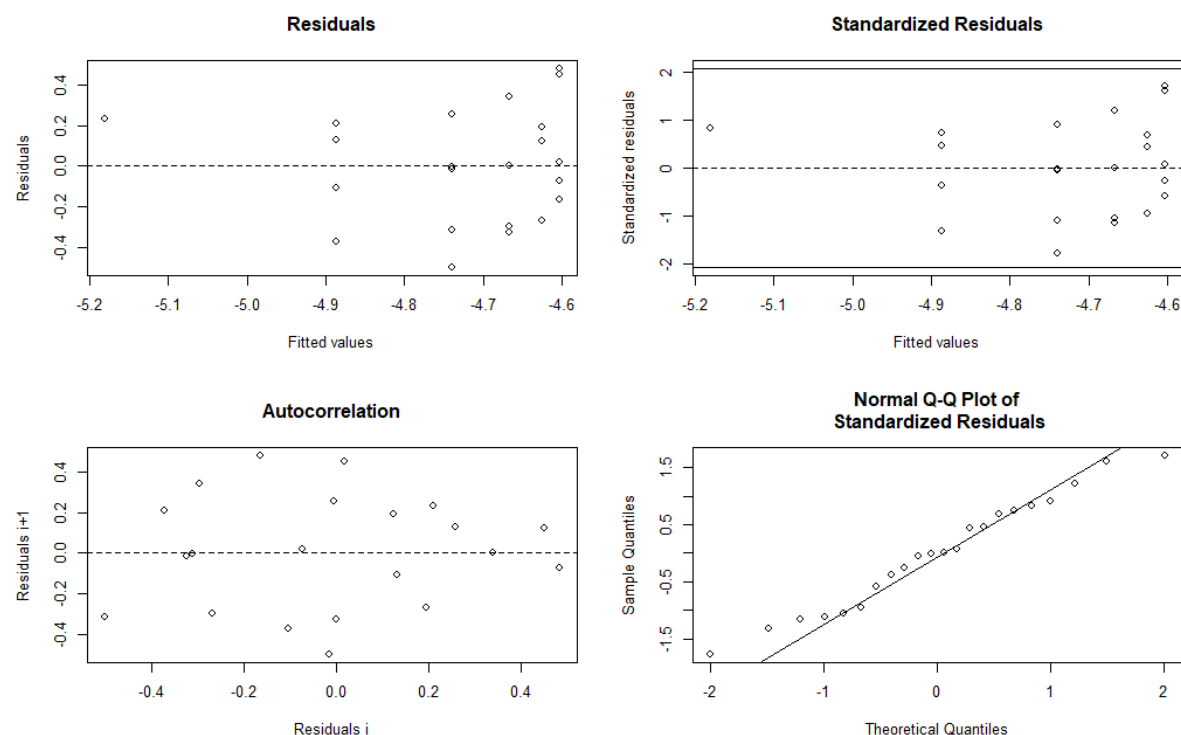 Residuals
Residuals
0.4
0.2
0.0
-0.2
-0.4
-5.2 -5.1 -5.0 -4.9 -4.8 -4.7 -4.6
Fitted values
Standardized Residuals
Standardized residuals
2
1
0
-1
-2
-5.2 -5.1 -5.0 -4.9 -4.8 -4.7 -4.6
Fitted values
Autocorrelation
Residuals i+1
0.4
0.2
0.0
-0.2
-0.4
-0.4 -0.2 0.0 0.2 0.4
Residuals i
Normal Q-Q Plot of
Standardized Residuals
Sample Quantiles
1.5
0.5
-0.5
-1.5
-2 -1 0 1 2
Theoretical Quantiles